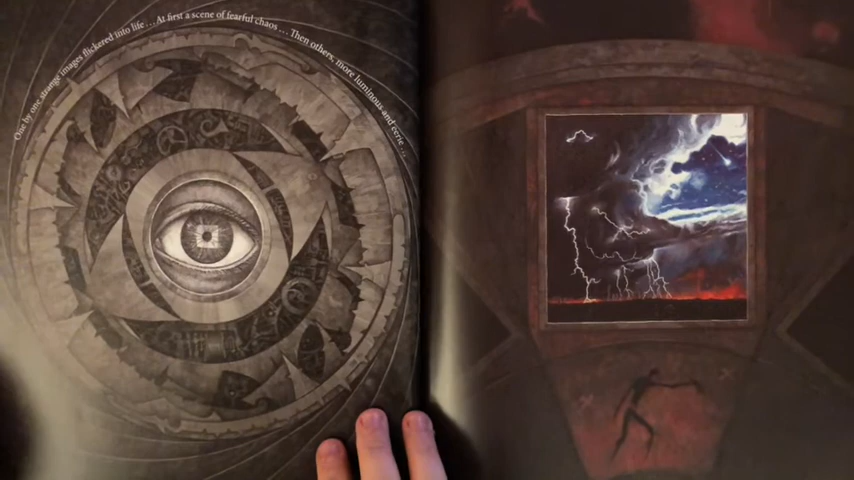 One by one strange images flickered into life . . . At first a scene of fearful chaos . . . Then others, more luminous and eerie . . .